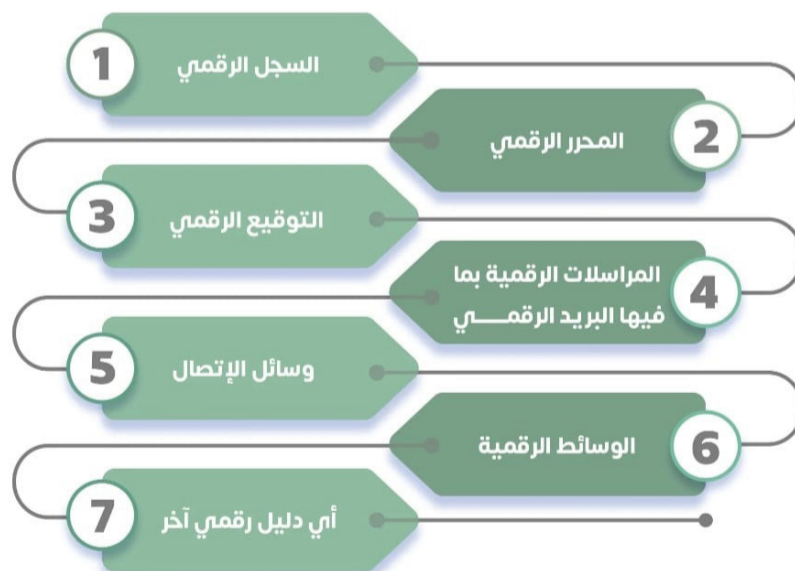 1
السجل الرقمي
2
المحرر الرقمي
3
التوقيع الرقمي
4
المراسلات الرقمية بما
فيها البريد الرقمـــــي
5
وسائل الإتصال
6
الوسائط الرقمية
7
أي دليل رقمي آخر